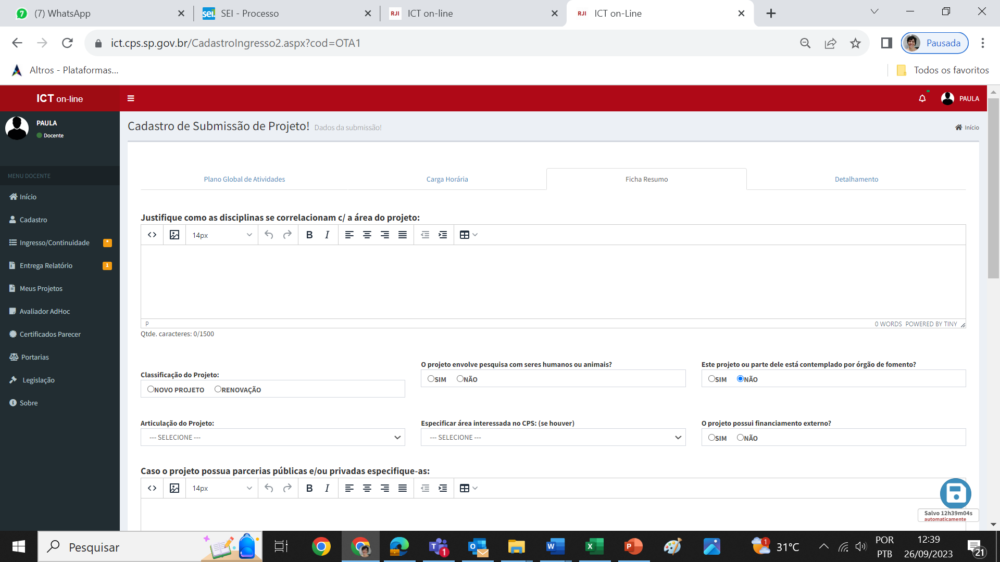 (7) WhatsApp
SEI - Processo
RJI ICT on-line
RJI ICT on-Line
ict.cps.sp.gov.br/CadastroIngresso2.aspx?cod=OTA1
Pausada
Altros - Plataformas...
Todos os favoritos
ICT on-line
PAULA
PAULA
Docente
Cadastro de Submissão de Projeto! Dados da submissão!
Início
MENU DOCENTE
Início
Cadastro
Ingresso/Continuidade *
Entrega Relatório 1
Meus Projetos
Avaliador AdHoc
Certificados Parecer
Portarias
Legislação
Sobre
Plano Global de Atividades Carga Horária Ficha Resumo Detalhamento
Justifique como as disciplinas se correlacionam c/ a área do projeto:
14px B I
P 0 WORDS POWERED BY TINY
Qtde. caracteres: 0/1500
Classificação do Projeto:
NOVO PROJETO RENOVAÇÃO
O projeto envolve pesquisa com seres humanos ou animais?
SIM NÃO
Este projeto ou parte dele está contemplado por órgão de fomento?
SIM NÃO
Articulação do Projeto:
--- SELECIONE ---
Especificar área interessada no CPS: (se houver)
--- SELECIONE ---
O projeto possui financiamento externo?
SIM NÃO
Caso o projeto possua parcerias públicas e/ou privadas especifique-as:
14px B I
Salvo 12h39m04s
automaticamente
Pesquisar
31°C
POR
PTB
12:39
26/09/2023
21